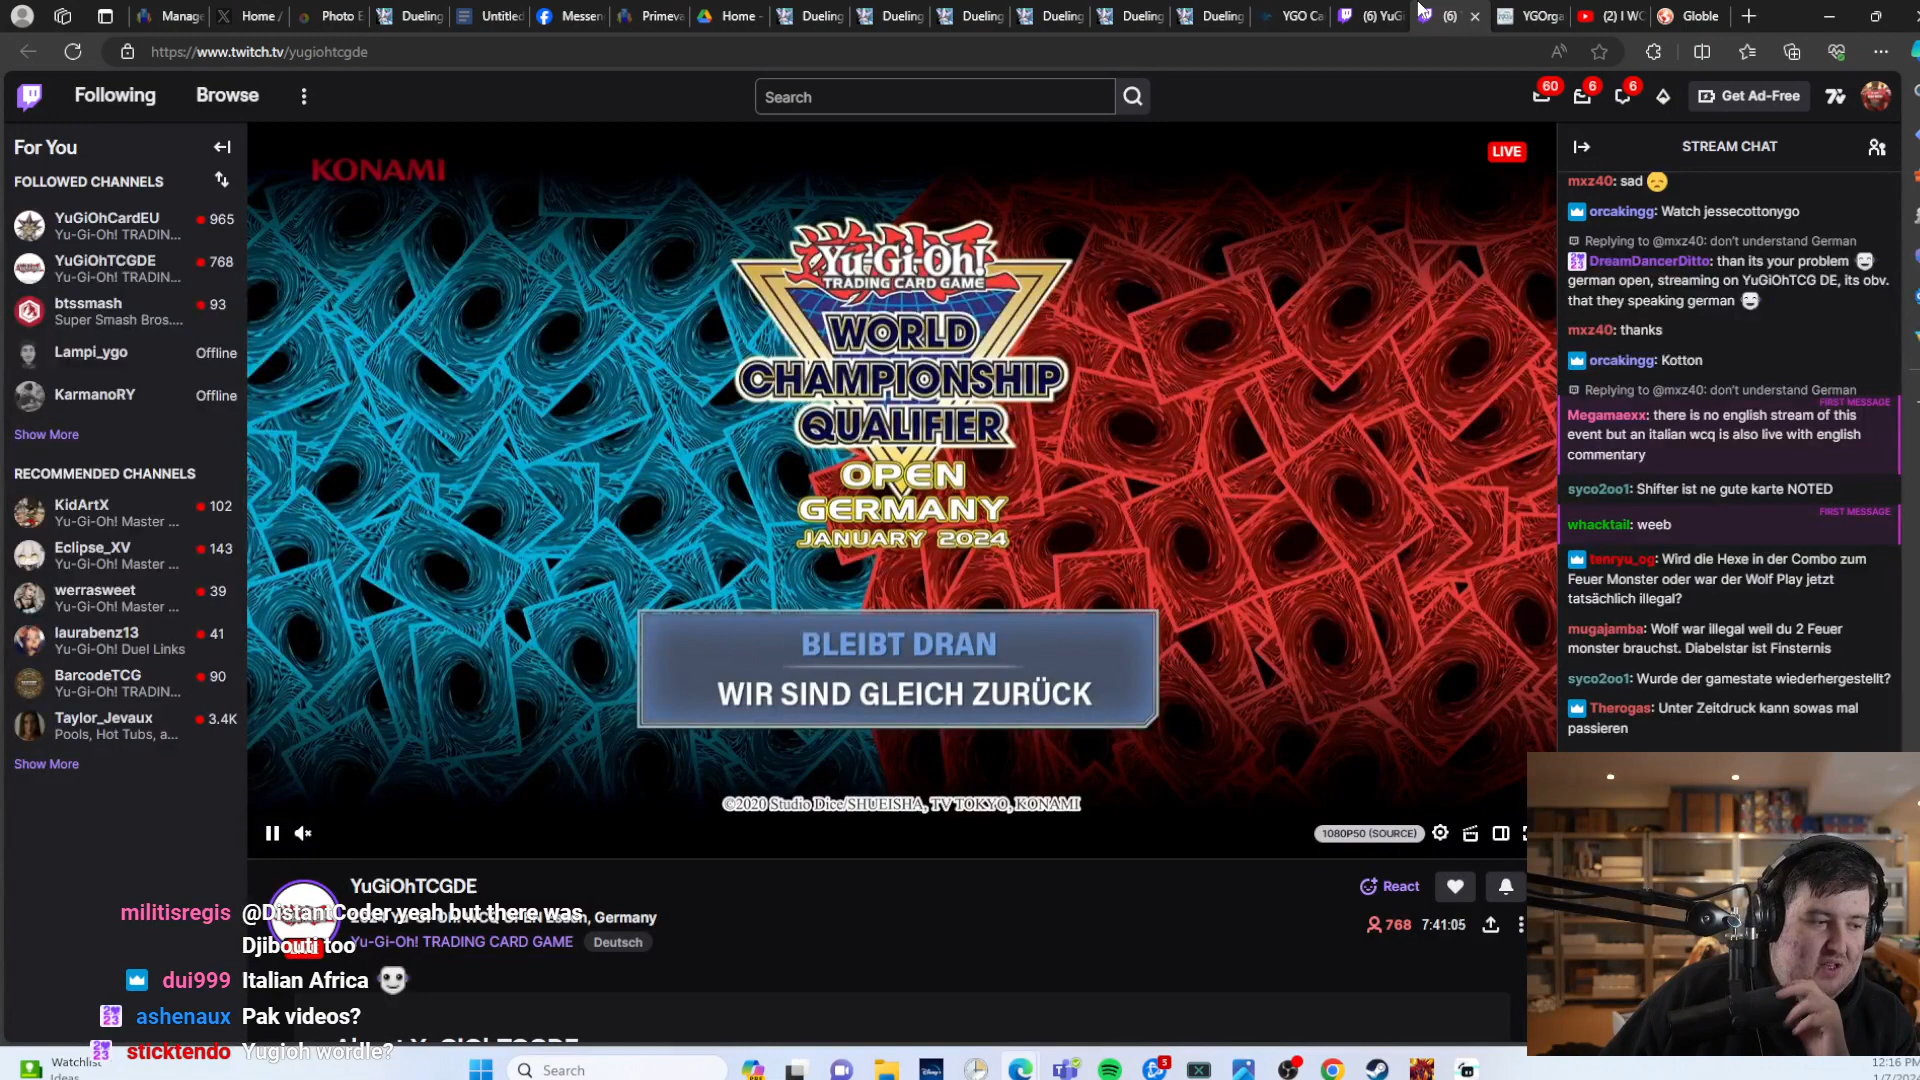 Manage
Home /
Photo E
Dueling
Untitled
Messen
Primeva
Home -
Dueling
Dueling
Dueling
Dueling
Dueling
Dueling
YGO Ca
(6) YuGi
(6)
YGOrga
(2) I WO
Globle
https://www.twitch.tv/yugiohtcgde
Following
Browse
Search
60
6
6
Get Ad-Free
For You
FOLLOWED CHANNELS
YuGiOhCardEU
965
Yu-Gi-Oh! TRADIN...
YuGiOhTCGDE
768
Yu-Gi-Oh! TRADIN...
btssmash
93
Super Smash Bros....
Lampi_ygo
Offline
KarmanoRY
Offline
Show More
RECOMMENDED CHANNELS
KidArtX
102
Yu-Gi-Oh! Master ...
Eclipse_XV
143
Yu-Gi-Oh! Master ...
werrasweet
39
Yu-Gi-Oh! Master ...
laurabenz13
41
Yu-Gi-Oh! Duel Links
BarcodeTCG
90
Yu-Gi-Oh! TRADIN...
Taylor_Jevaux
3.4K
Pools, Hot Tubs, a...
Show More
KONAMI
LIVE
Yu-Gi-Oh!
TRADING CARD GAME
WORLD
CHAMPIONSHIP
QUALIFIER
OPEN
GERMANY
JANUARY 2024
BLEIBT DRAN
WIR SIND GLEICH ZURÜCK
©2020 Studio Dice/SHUEISHA, TV TOKYO, KONAMI
1080P50 (SOURCE)
STREAM CHAT
mxz40: sad
orcakingg: Watch jessecottonygo
Replying to @mxz40: don't understand German
DreamDancerDitto: than its your problem
german open, streaming on YuGIOhTCG DE, its obv.
that they speaking german
mxz40: thanks
orcakingg: Kotton
Replying to @mxz40: don't understand German
FIRST MESSAGE
Megamaexx: there is no english stream of this
event but an italian wcq is also live with english
commentary
syco2oo1: Shifter ist ne gute karte NOTED
FIRST MESSAGE
whacktail: weeb
tenryu_og: Wird die Hexe in der Combo zum
Feuer Monster oder war der Wolf Play jetzt
tatsächlich illegal?
mugajamba: Wolf war illegal weil du 2 Feuer
monster brauchst. Diabelstar ist Finsternis
syco2oo1: Wurde der gamestate wiederhergestellt?
Therogas: Unter Zeitdruck kann sowas mal
passieren
YuGiOhTCGDE
React
2024 Yu-Gi-Oh! WCQ OPEN Essen, Germany
Yu-Gi-Oh! TRADING CARD GAME
Deutsch
768
7:41:05
militisregis @DistantCoder yeah but there was
Djibouti too
dui999 Italian Africa
ashenaux Pak videos?
sticktendo Yugioh wordle?
Watchlist
Ideas
Search
5
12:16 PM